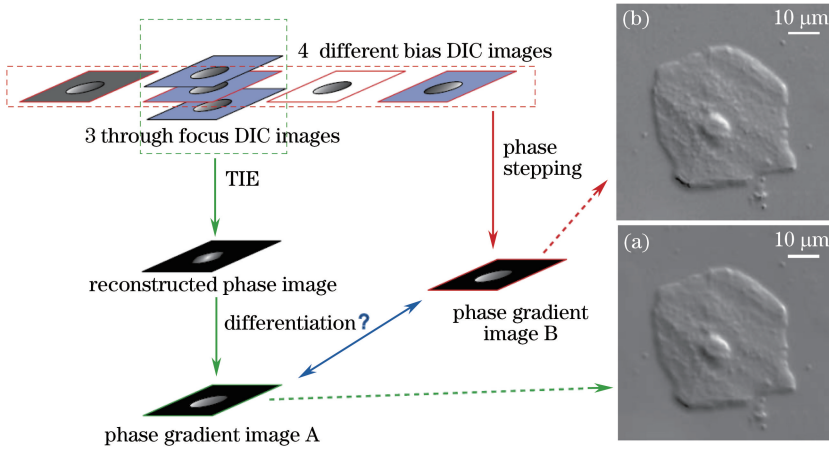 4 different bias DIC images
3 through focus DIC images
TIE
phase
stepping
reconstructed phase image
differentiation?
phase gradient
image B
phase gradient image A
(b)
10 μm
(a)
10 μm